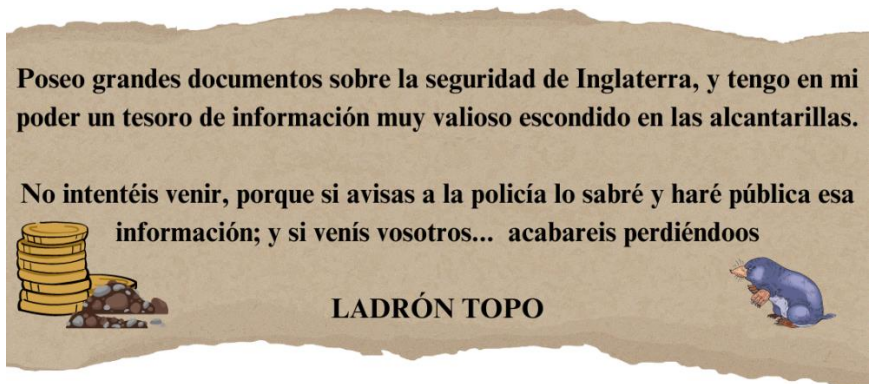 Poseo grandes documentos sobre la seguridad de Inglaterra, y tengo en mi
poder un tesoro de información muy valioso escondido en las alcantarillas.
No intentéis venir, porque si avisas a la policía lo sabré y haré pública esa
información; y si venís vosotros... acabareis perdiéndoos
LADRÓN TOPO